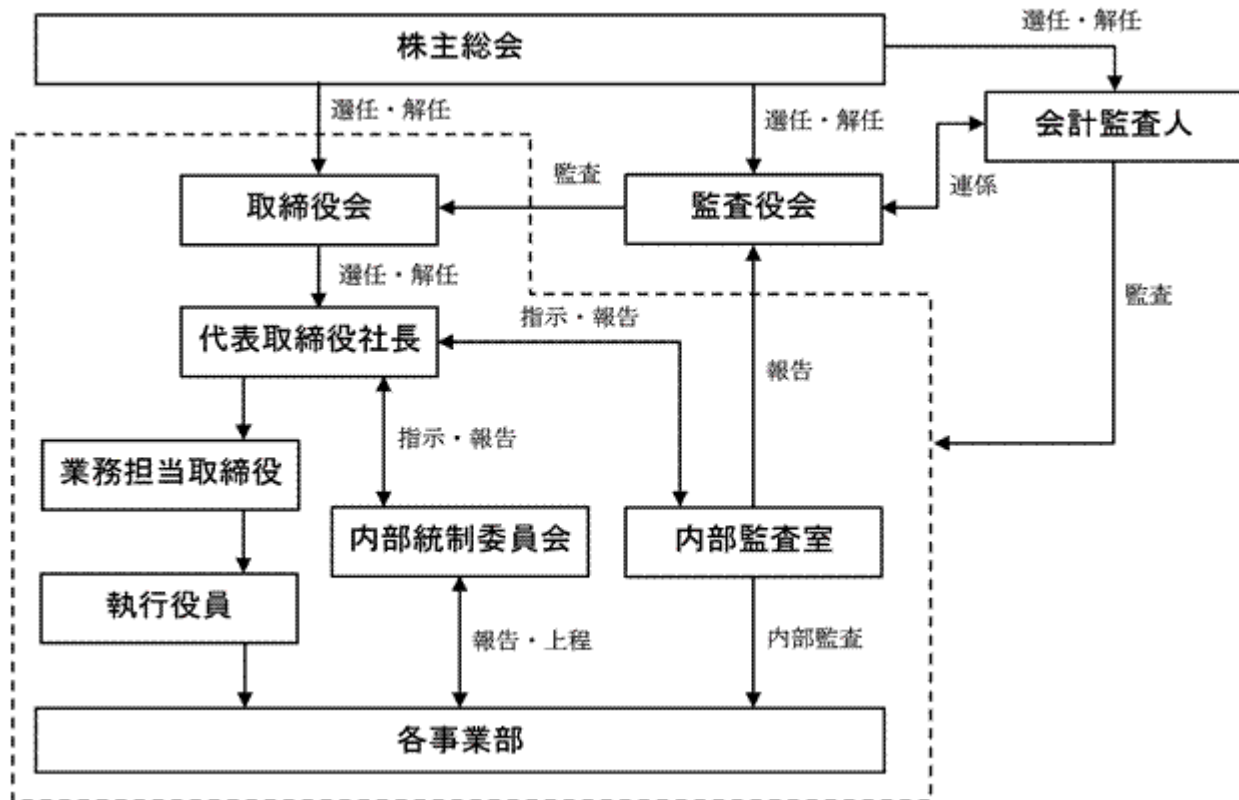 選任・解任
株主総会
選任・解任
選任・解任
会計監査人
監査
連係
取締役会
監査役会
選任・解任
監査
指示・報告
代表取締役社長
報告
指示・報告
業務担当取締役
内部統制委員会
内部監査室
執行役員
報告・上程
内部監査
各事業部